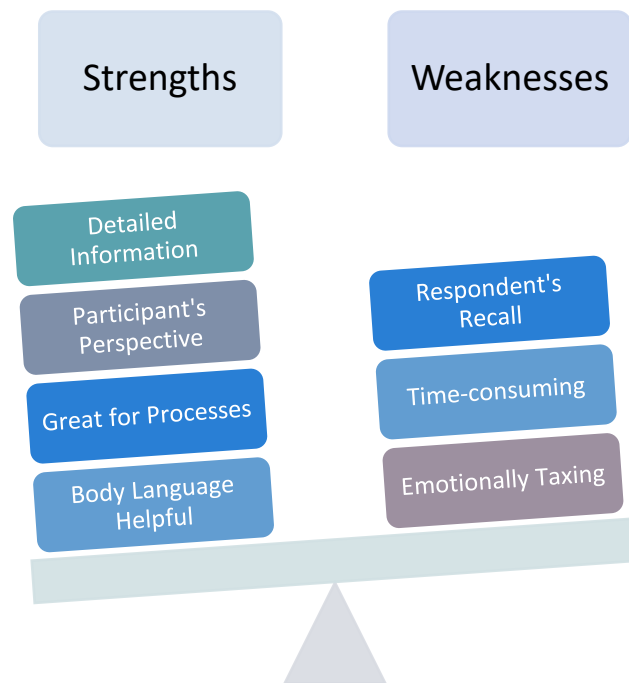 Strengths
Weaknesses
Detailed
Information
Participant's
Perspective
Great for Processes
Body Language
Helpful
Respondent's
Recall
Time-consuming
Emotionally Taxing